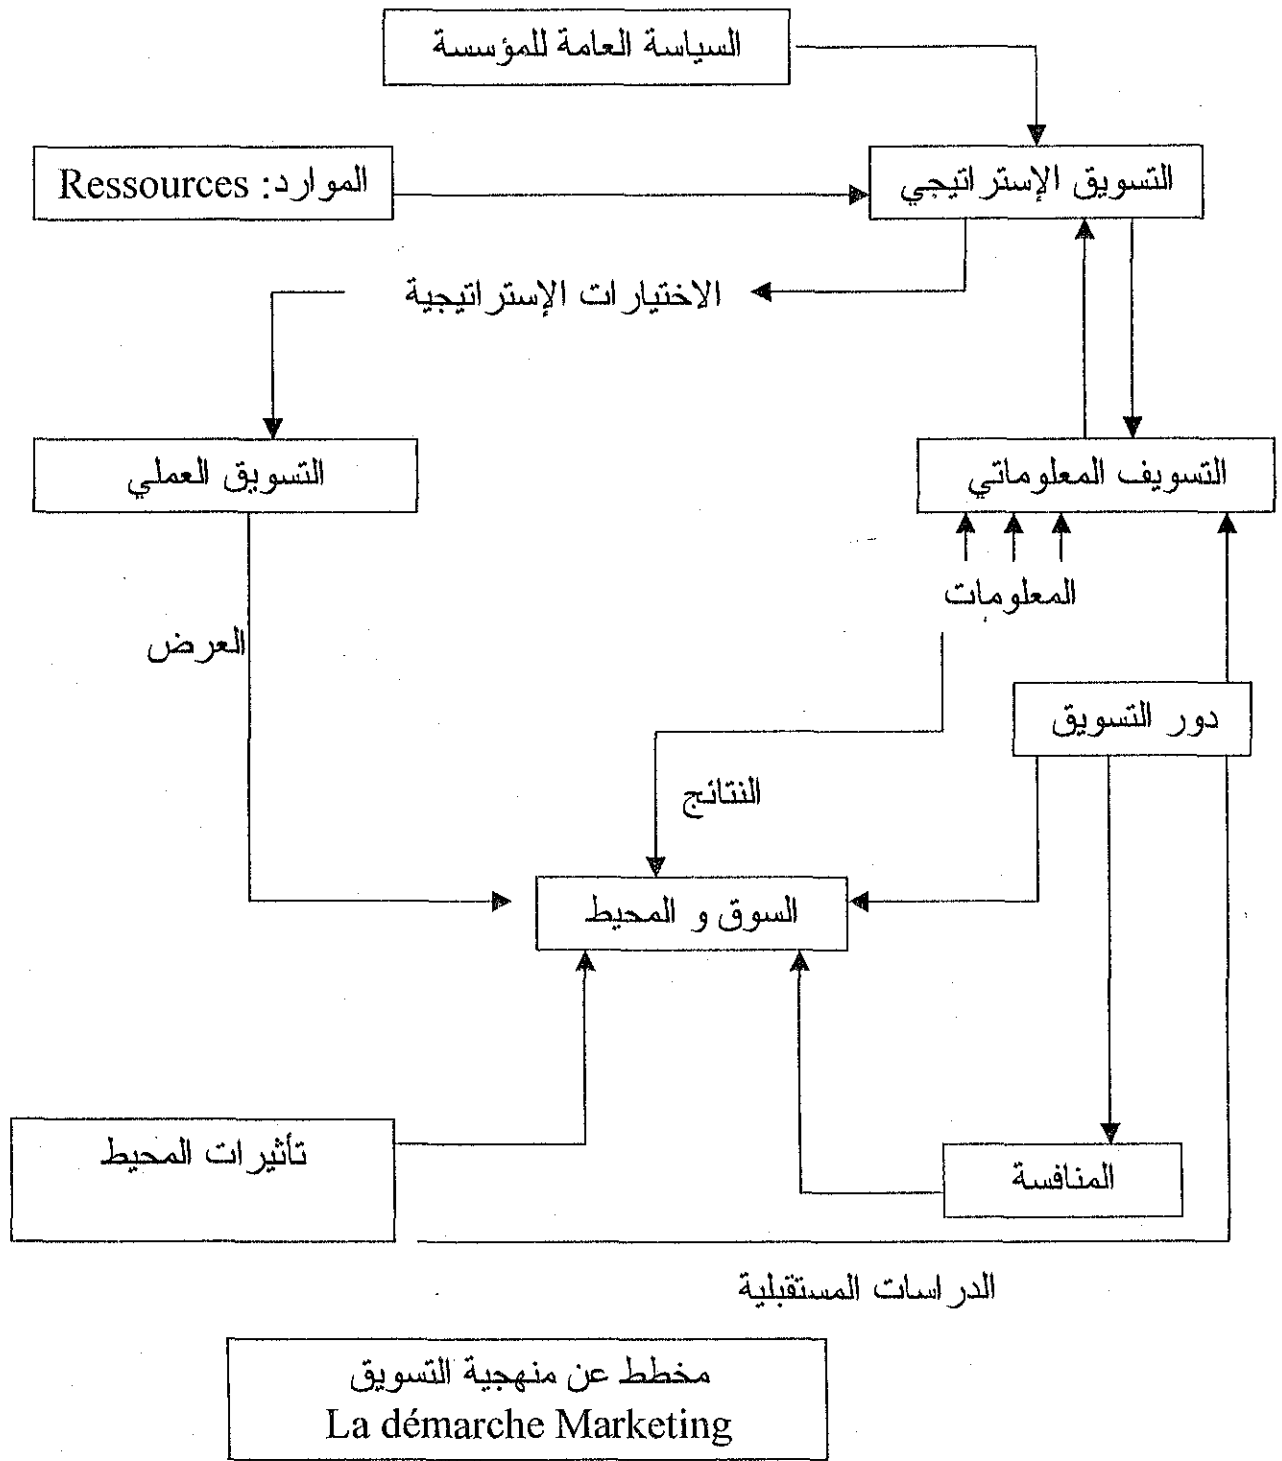 السياسة العامة للمؤسسة
التسويق الإستراتيجي
الموارد: Ressources
الاختيارات الإستراتيجية
التسويق العملي
التسويف المعلوماتي
المعلومات
العرض
دور التسويق
النتائج
السوق و المحيط
تأثيرات المحيط
المنافسة
الدراسات المستقبلية
مخطط عن منهجية التسويق
La démarche Marketing